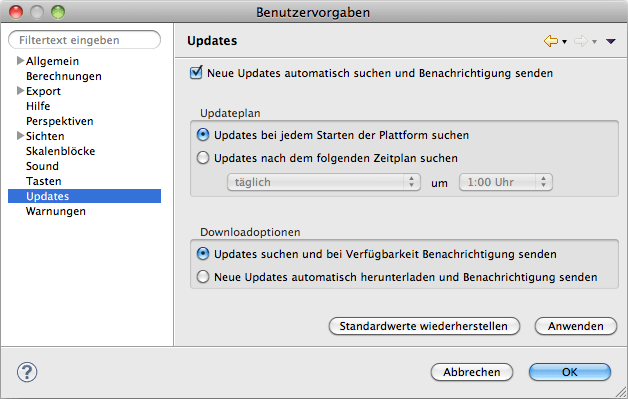 Benutzervorgaben
Filtertext eingeben
Allgemein
Berechnungen
Export
Hilfe
Perspektiven
Sichten
Skalenblöcke
Sound
Tasten
Updates
Warnungen
Updates
Neue Updates automatisch suchen und Benachrichtigung senden
Updateplan
Updates bei jedem Starten der Plattform suchen
Updates nach dem folgenden Zeitplan suchen
täglich um 1:00 Uhr
Downloadoptionen
Updates suchen und bei Verfügbarkeit Benachrichtigung senden
Neue Updates automatisch herunterladen und Benachrichtigung senden
Standardwerte wiederherstellen Anwenden
? Abbrechen OK